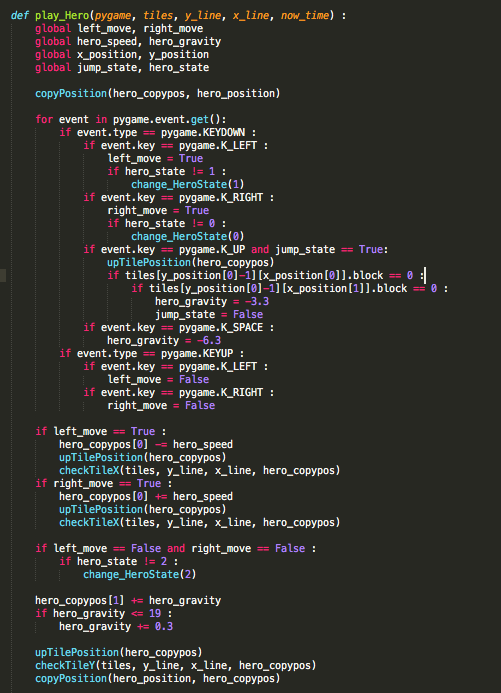 def play_Hero(pygame, tiles, y_line, x_line, now_time) :
    global left_move, right_move
    global hero_speed, hero_gravity
    global x_position, y_position
    global jump_state, hero_state

    copyPosition(hero_copypos, hero_position)

    for event in pygame.event.get():
        if event.type == pygame.KEYDOWN :
            if event.key == pygame.K_LEFT :
                left_move = True
                if hero_state != 1 :
                    change_HeroState(1)
            if event.key == pygame.K_RIGHT :
                right_move = True
                if hero_state != 0 :
                    change_HeroState(0)
            if event.key == pygame.K_UP and jump_state == True:
                upTilePosition(hero_copypos)
                if tiles[y_position[0]-1][x_position[0]].block == 0 :
                    if tiles[y_position[0]-1][x_position[1]].block == 0 :
                        hero_gravity = -3.3
                        jump_state = False
            if event.key == pygame.K_SPACE :
                hero_gravity = -6.3
        if event.type == pygame.KEYUP :
            if event.key == pygame.K_LEFT :
                left_move = False
            if event.key == pygame.K_RIGHT :
                right_move = False

    if left_move == True :
        hero_copypos[0] -= hero_speed
        upTilePosition(hero_copypos)
        checkTileX(tiles, y_line, x_line, hero_copypos)
    if right_move == True :
        hero_copypos[0] += hero_speed
        upTilePosition(hero_copypos)
        checkTileX(tiles, y_line, x_line, hero_copypos)

    if left_move == False and right_move == False :
        if hero_state != 2 :
            change_HeroState(2)

    hero_copypos[1] += hero_gravity
    if hero_gravity <= 19 :
        hero_gravity += 0.3

    upTilePosition(hero_copypos)
    checkTileY(tiles, y_line, x_line, hero_copypos)
    copyPosition(hero_position, hero_copypos)